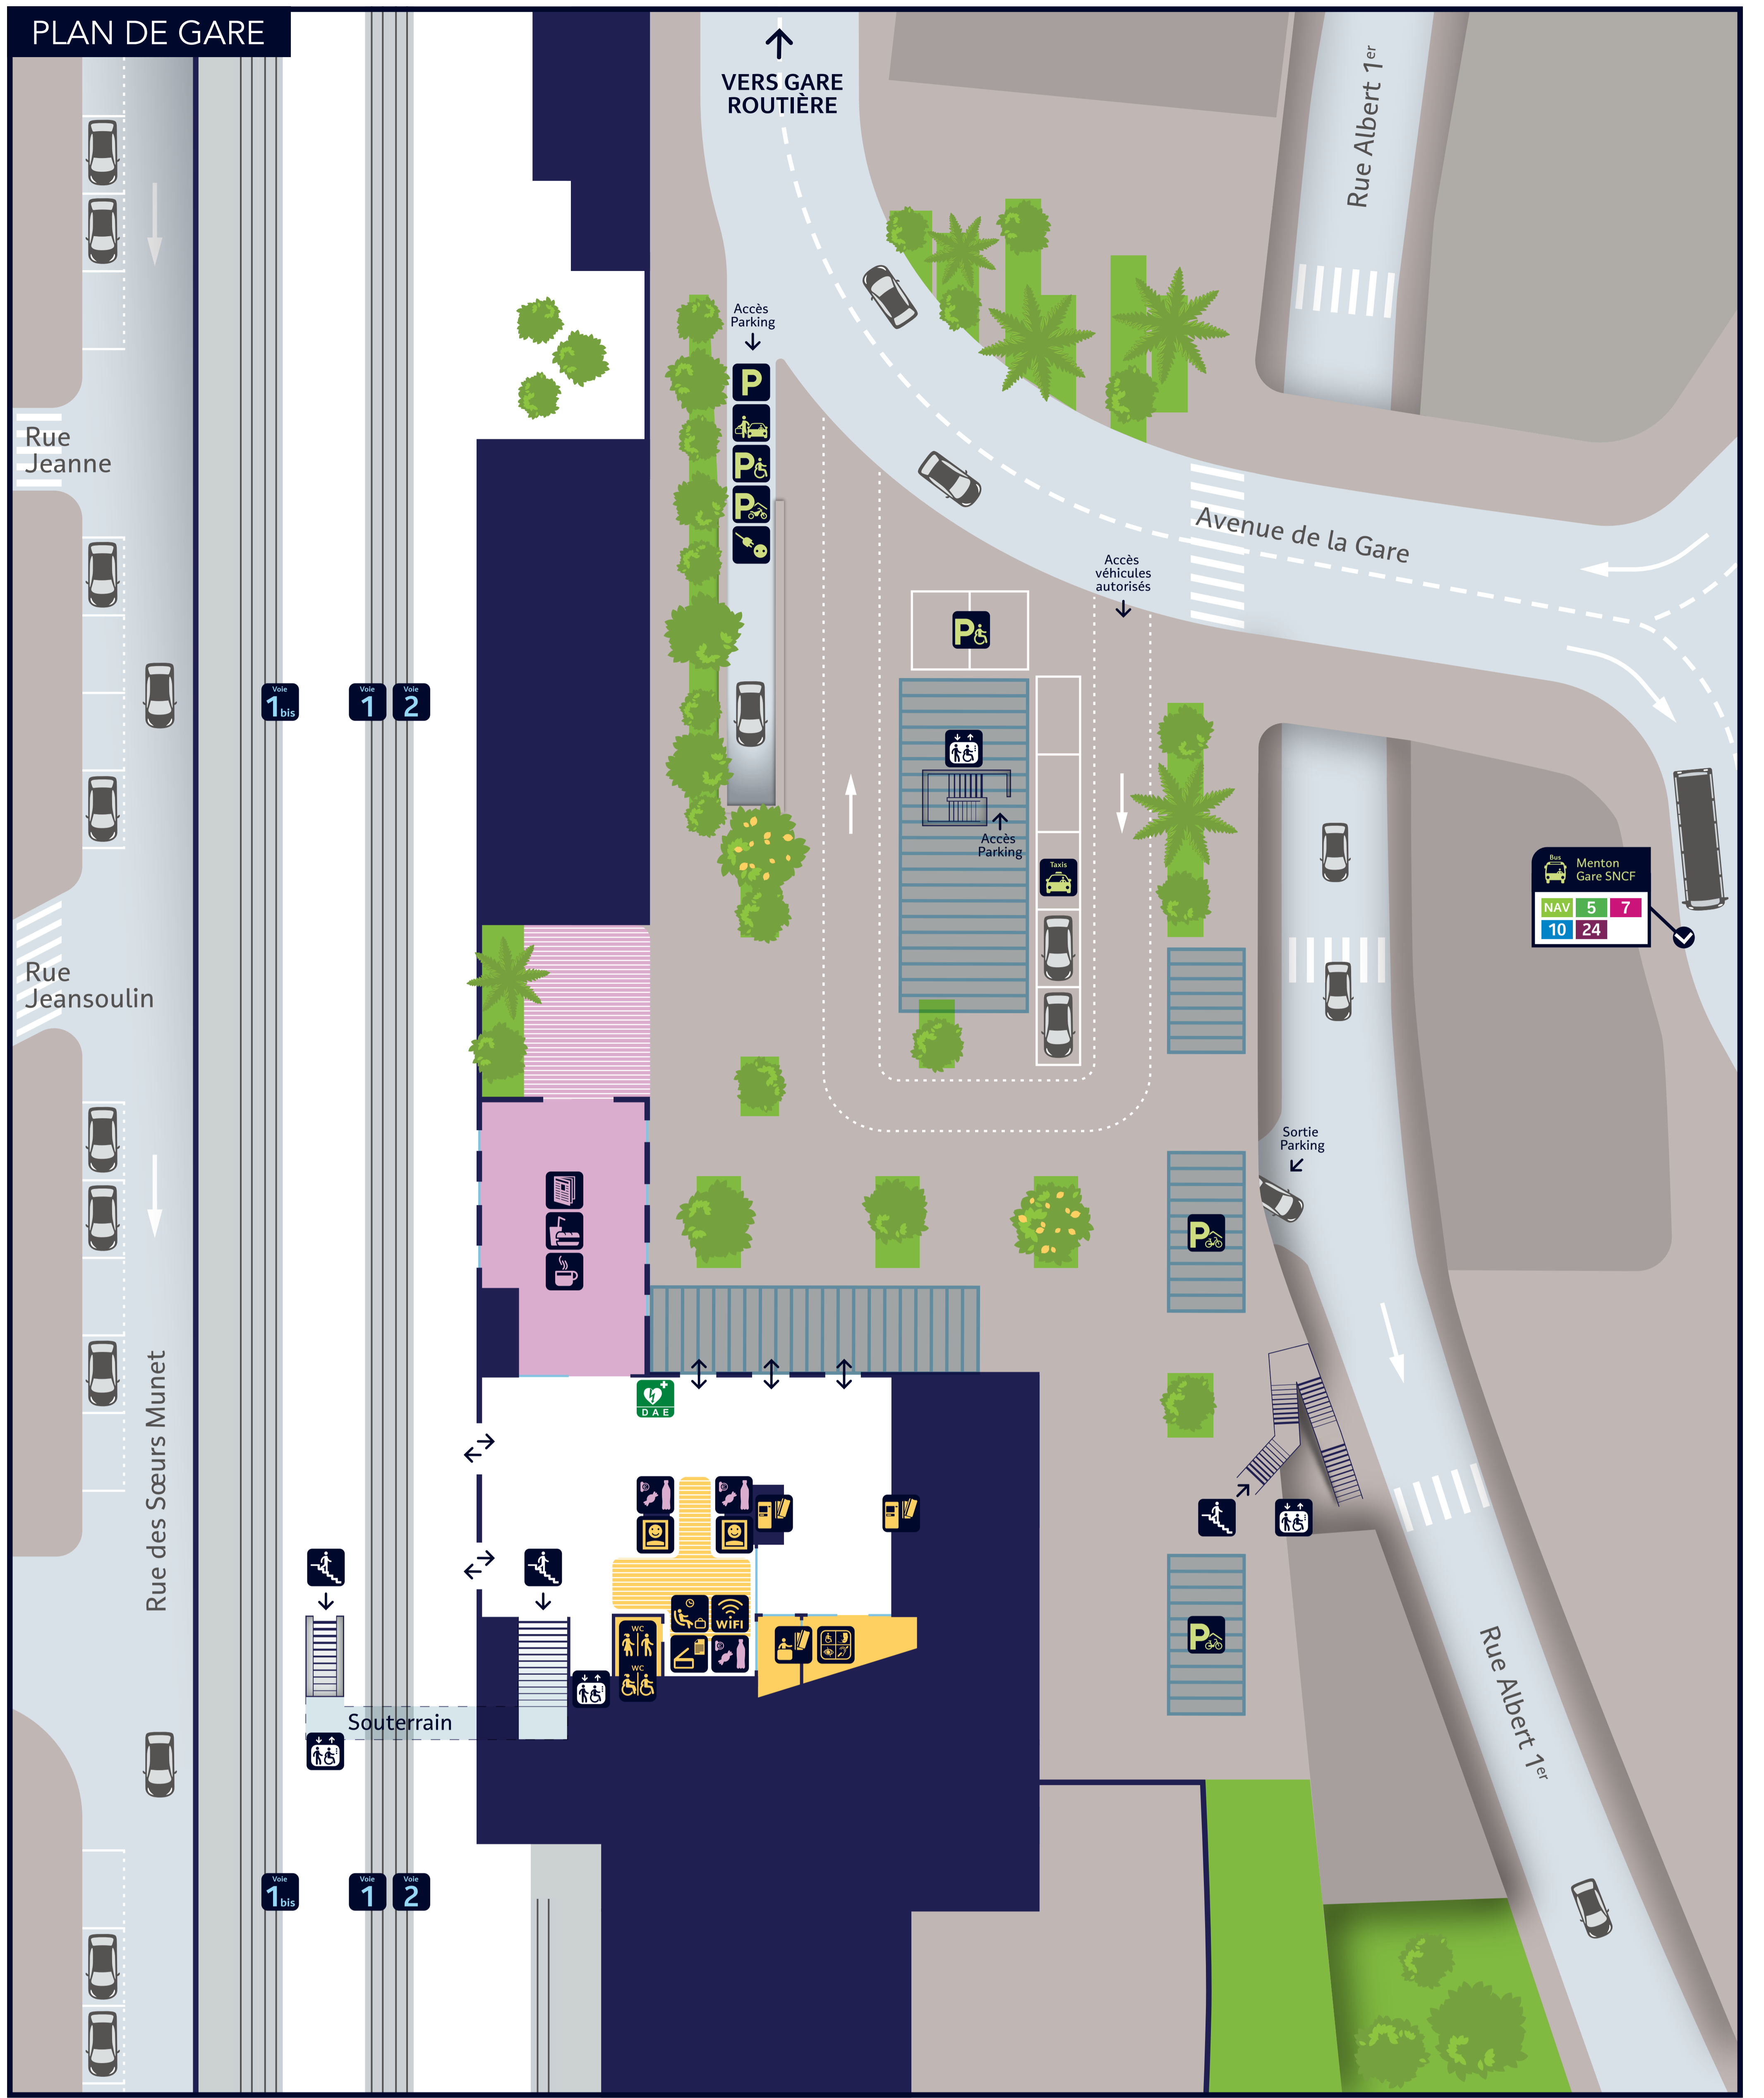 PLAN DE GARE
VERS GARE
ROUTIÈRE
Rue Albert 1er
Accès
Parking
P
P
P
Rue
Jeanne
Avenue de la Gare
Accès
véhicules
autorisés
P
Voie
1bis
Voie
1
Voie
2
Accès
Parking
Taxis
Bus
Menton
Gare SNCF
NAV
5
7
10
24
Rue
Jeansoulin
Sortie
Parking
P
Rue des Sœurs Munet
DAE
WiFi
WC
WC
P
Souterrain
Rue Albert 1er
Voie
1bis
Voie
1
Voie
2